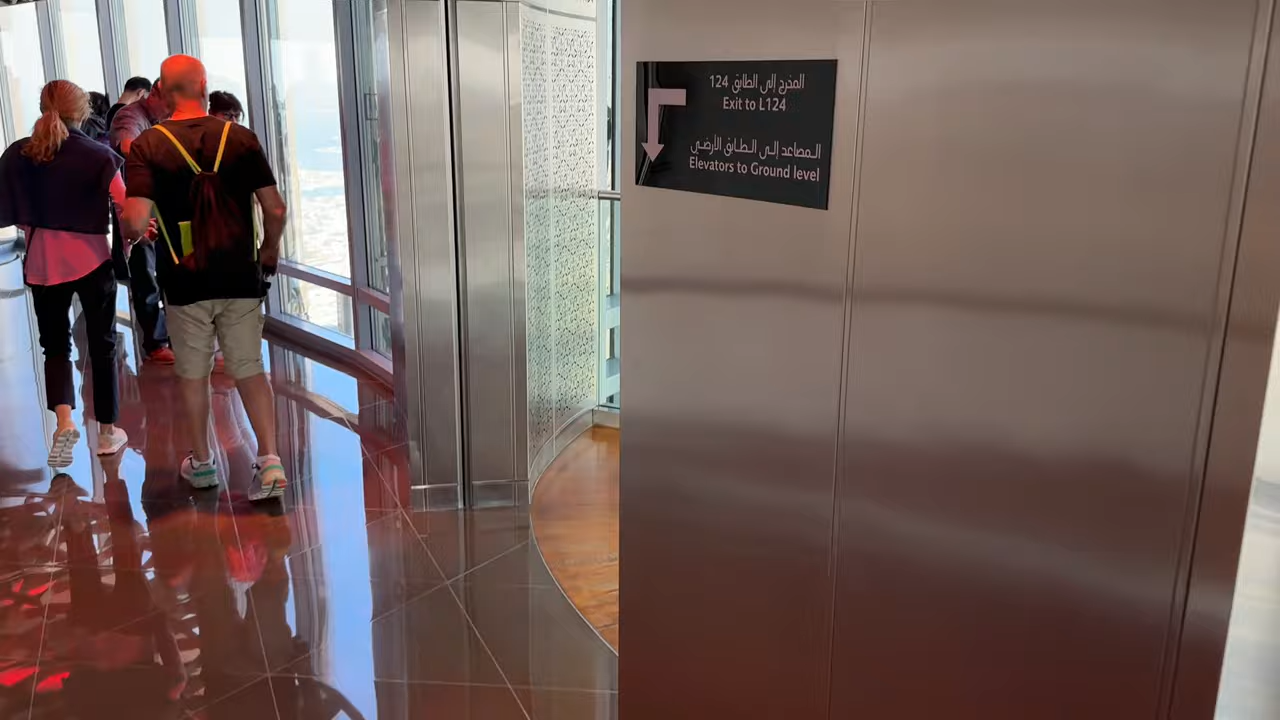 المخرج إلى الطابق 124
Exit to L124
المصاعد إلى الطابق الأرضي
Elevators to Ground level